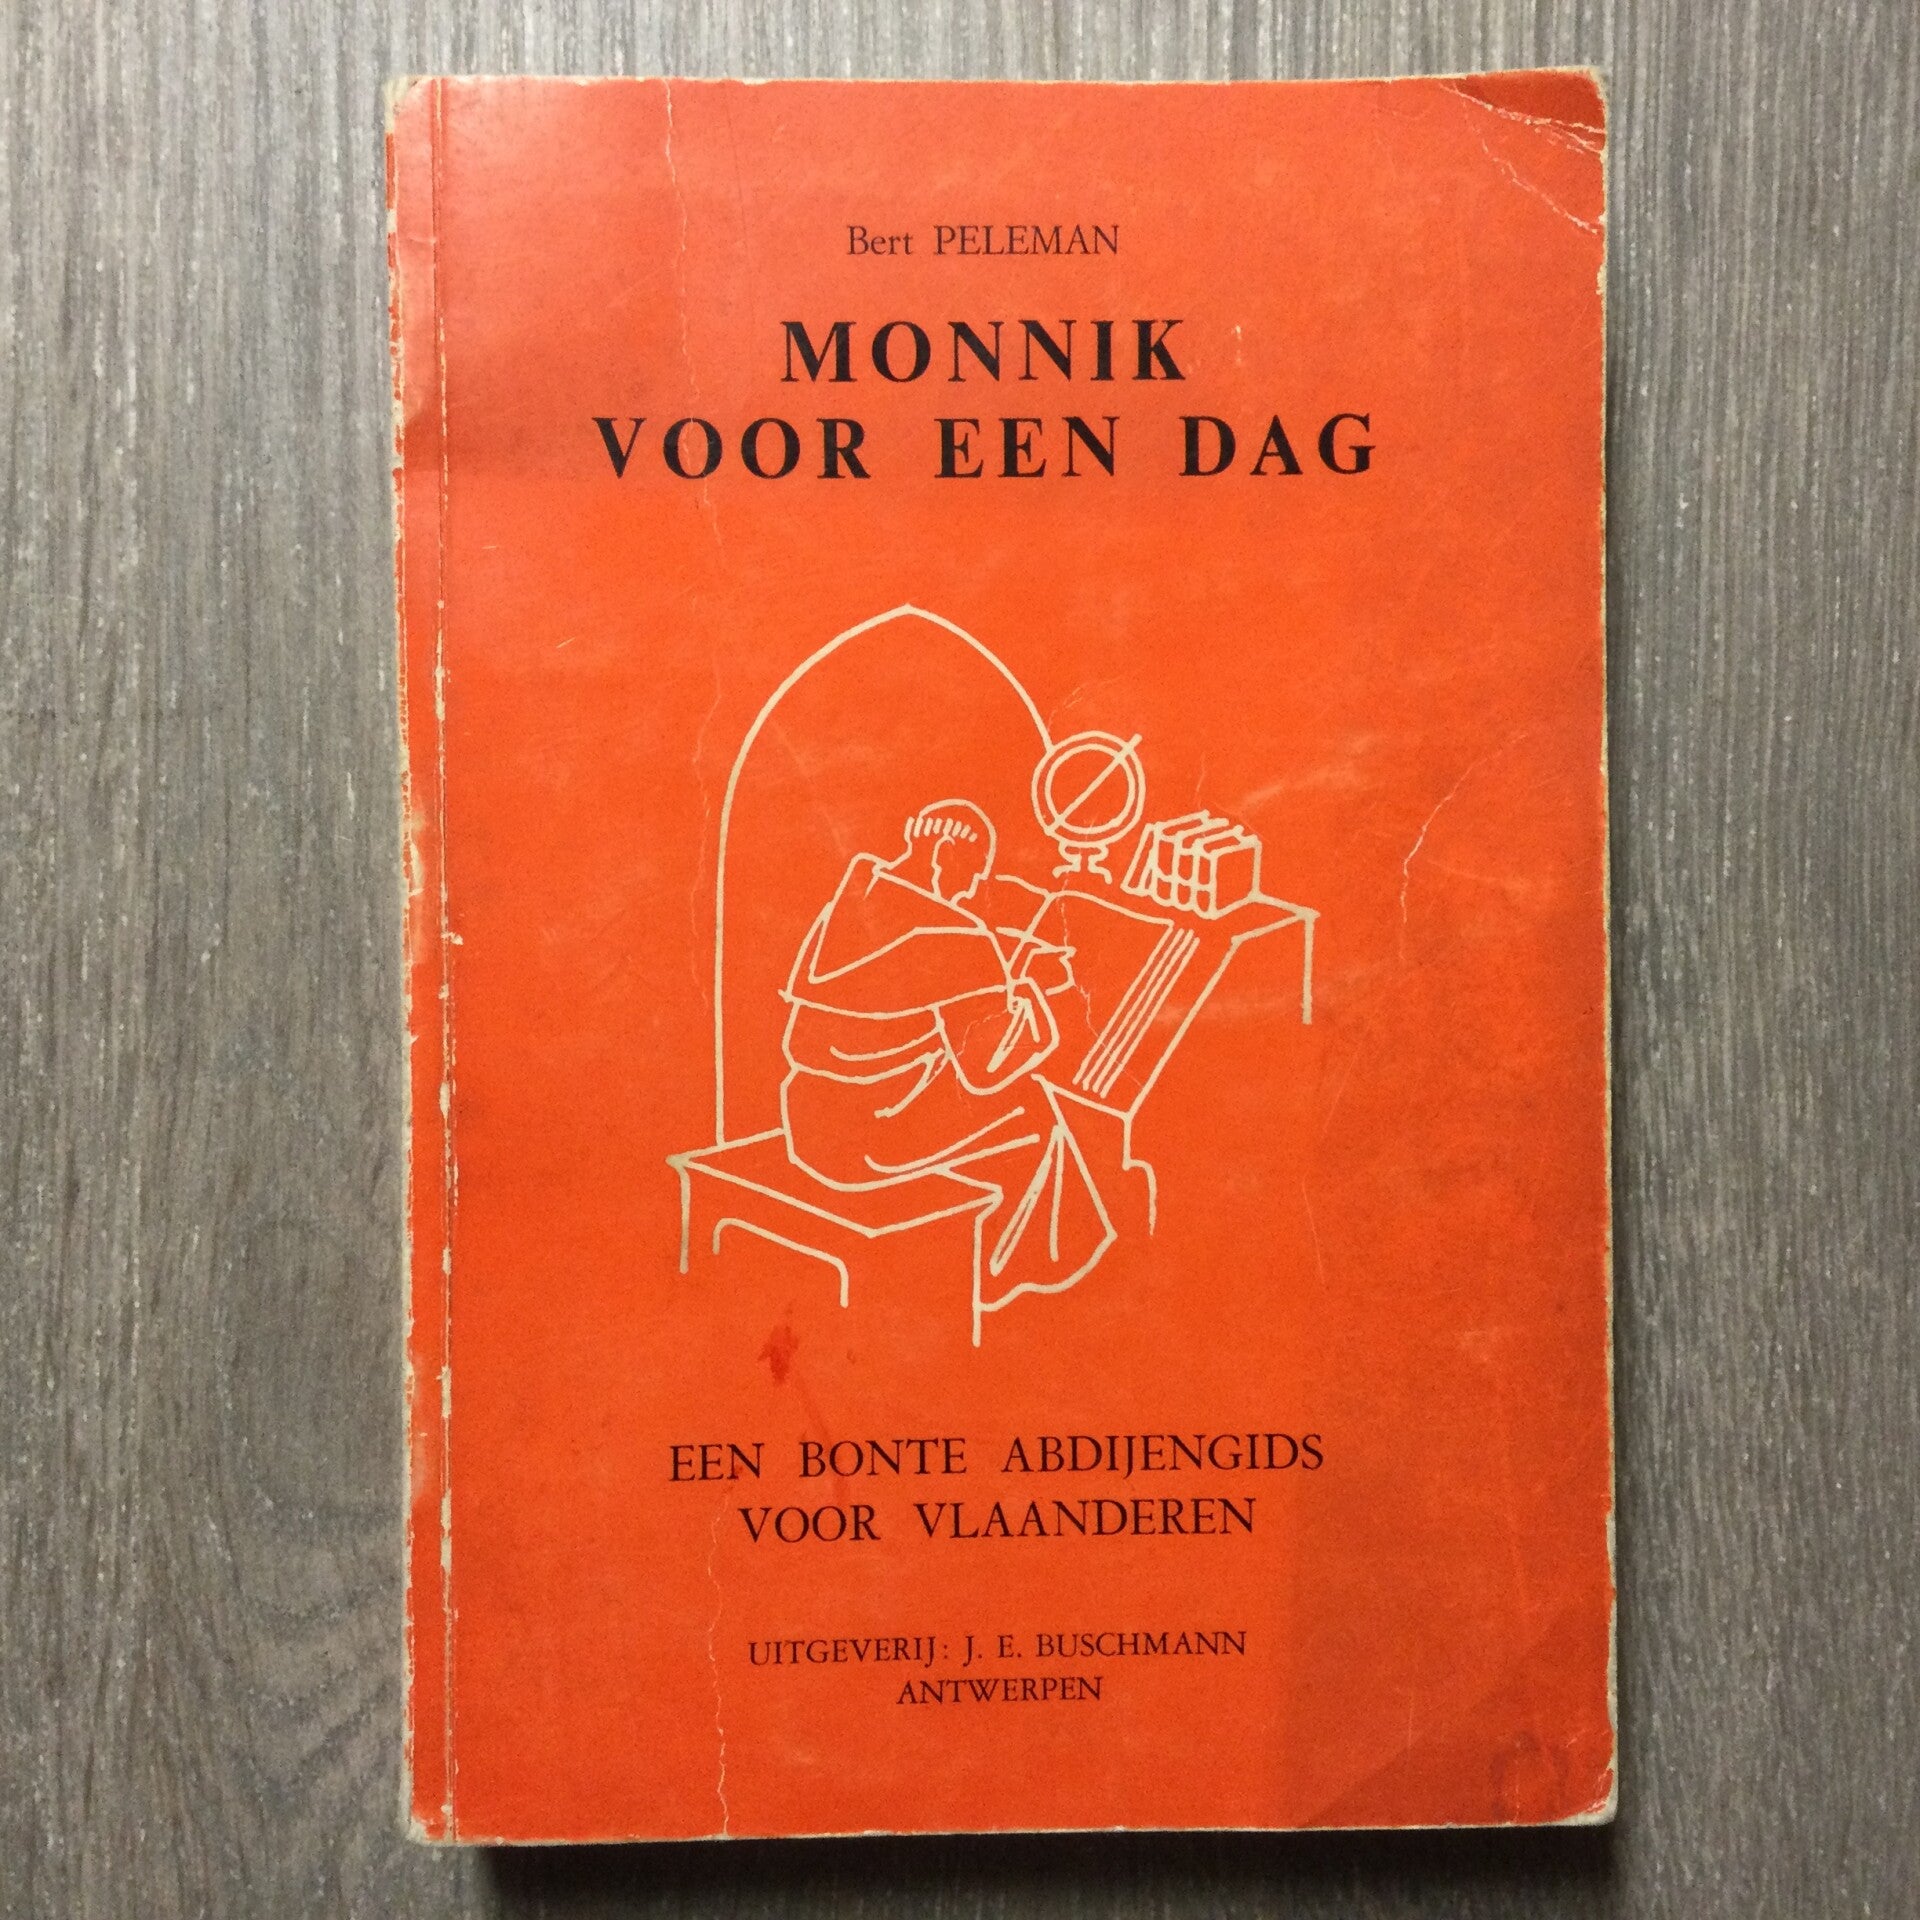 Bert PELEMAN
MONNIK
VOOR EEN DAG
EEN BONTE ABDIJENGIDS
VOOR VLAANDEREN
UITGEVERIJ: J. E. BUSCHMANN
ANTWERPEN